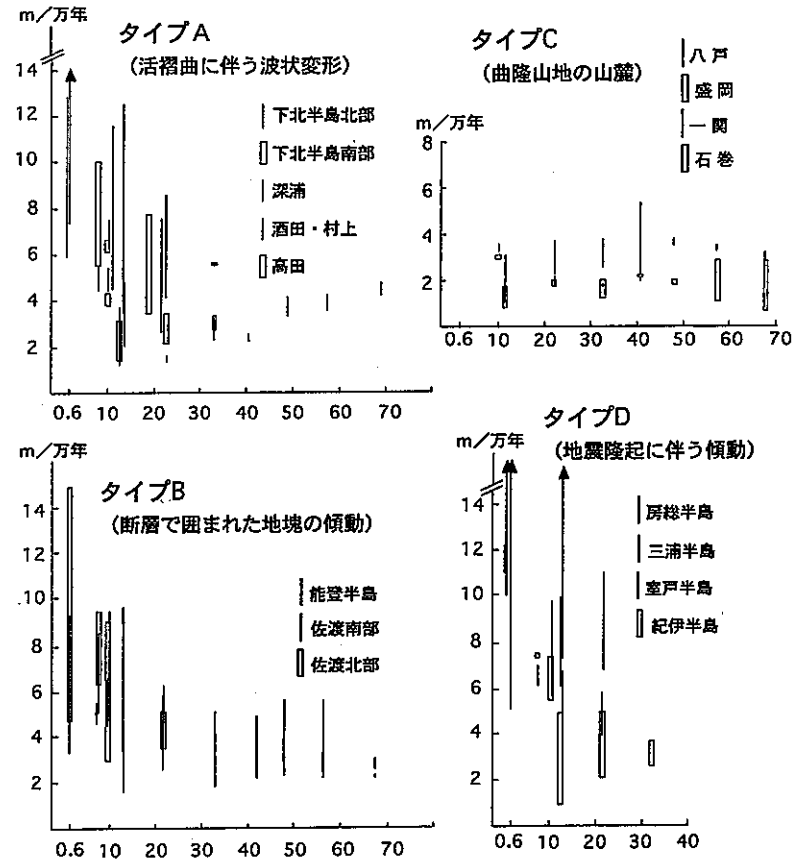 m／万年
タイプA
(活褶曲に伴う波状変形)
14
12
10
8
6
4
2
0.6 10 20 30 40 50 60 70
下北半島北部
下北半島南部
深浦
酒田・村上
高田
タイプC
(曲隆山地の山麓)
八戸
盛岡
一関
石巻
m／万年
8
6
4
2
0.6 10 20 30 40 50 60 70
m／万年
タイプB
(断層で囲まれた地塊の傾動)
14
12
10
8
6
4
2
0.6 10 20 30 40 50 60 70
能登半島
佐渡南部
佐渡北部
タイプD
m／万年
(地震隆起に伴う傾動)
14
12
10
8
6
4
2
0.6 10 20 30 40
房総半島
三浦半島
室戸半島
紀伊半島